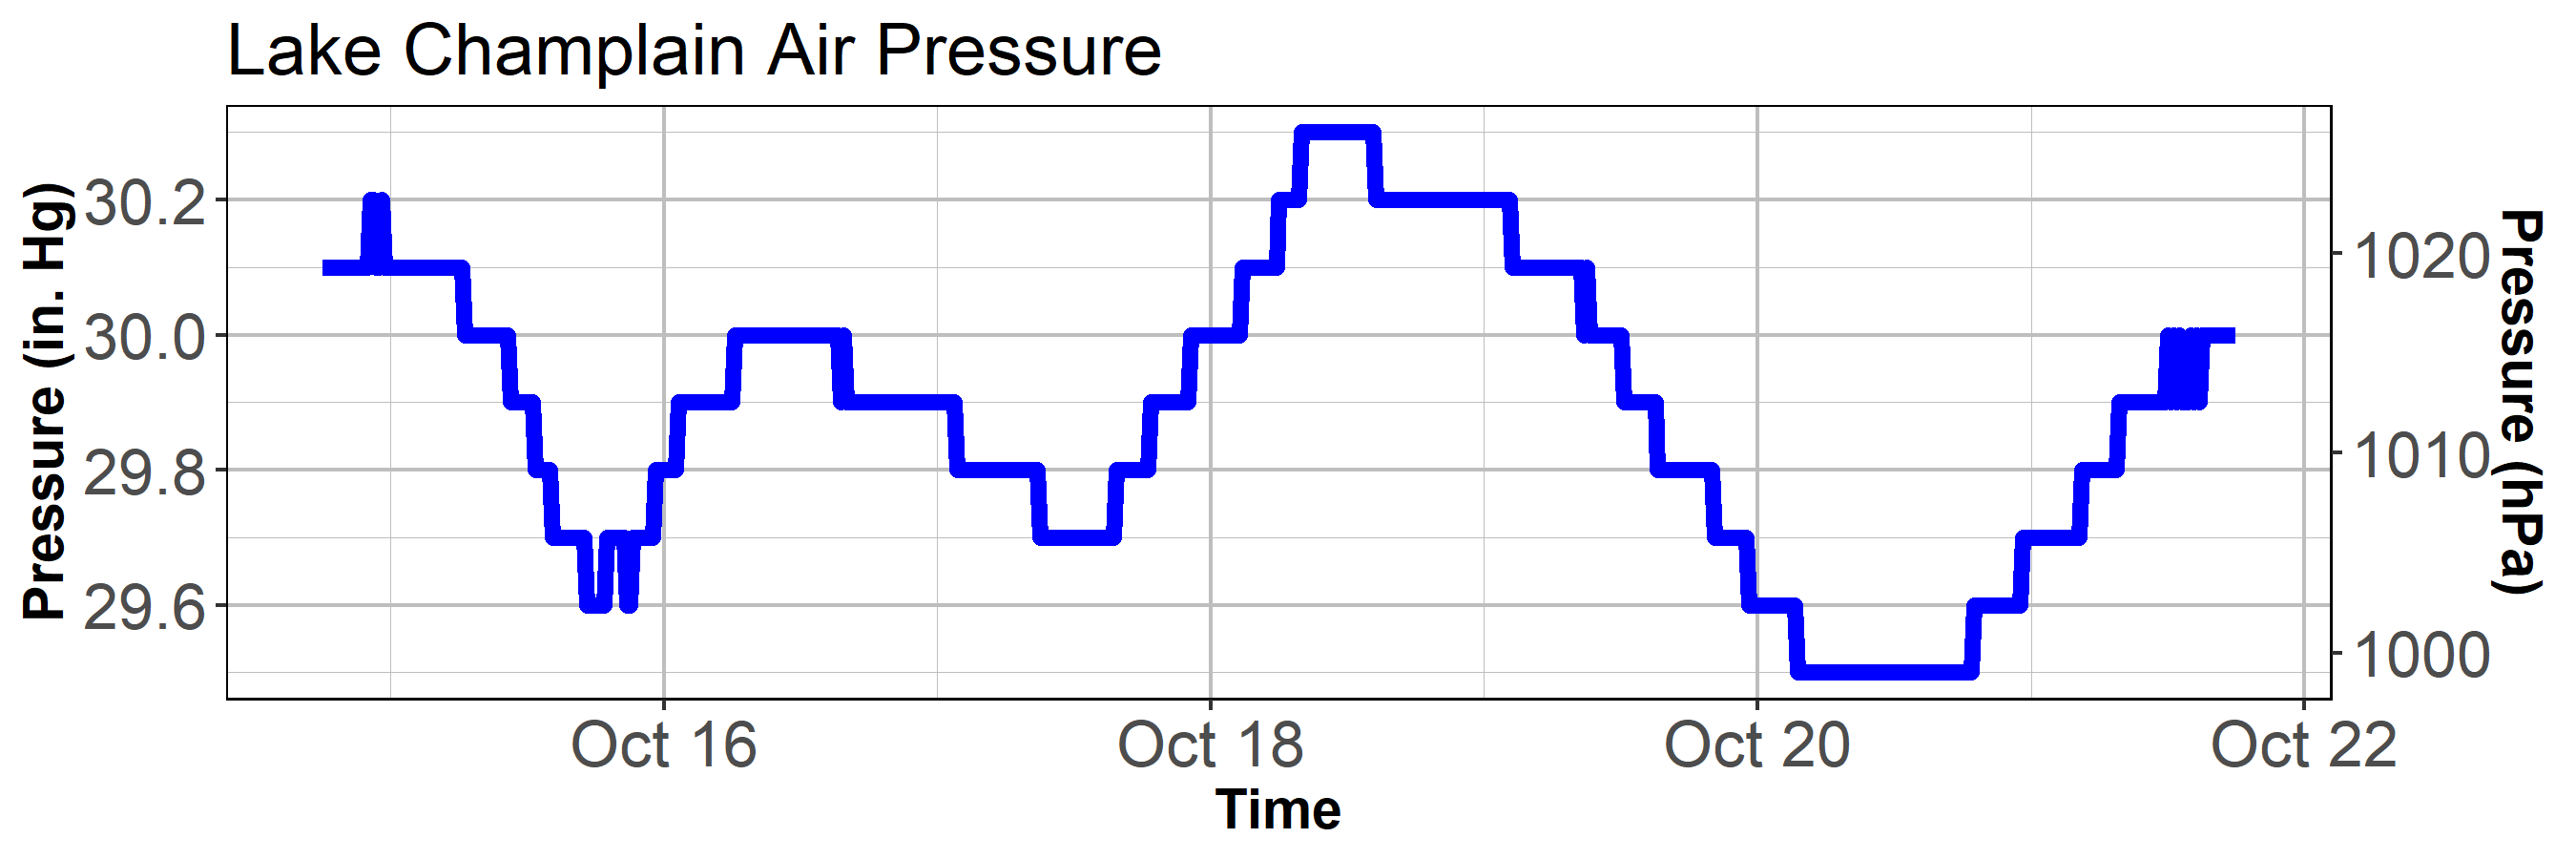 Lake Champlain Air Pressure
Pressure (in. Hg)
30.2
30.0
29.8
29.6
1020
1010
1000
Pressure (hPa)
Oct 16 Oct 18 Oct 20 Oct 22
Time